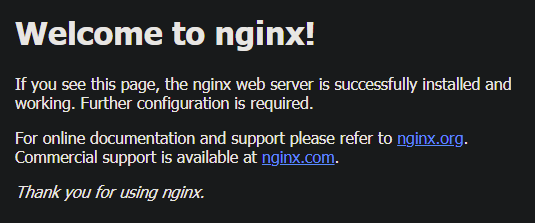 Welcome to nginx!
If you see this page, the nginx web server is successfully installed and
working. Further configuration is required.
For online documentation and support please refer to nginx.org.
Commercial support is available at nginx.com.
Thank you for using nginx.